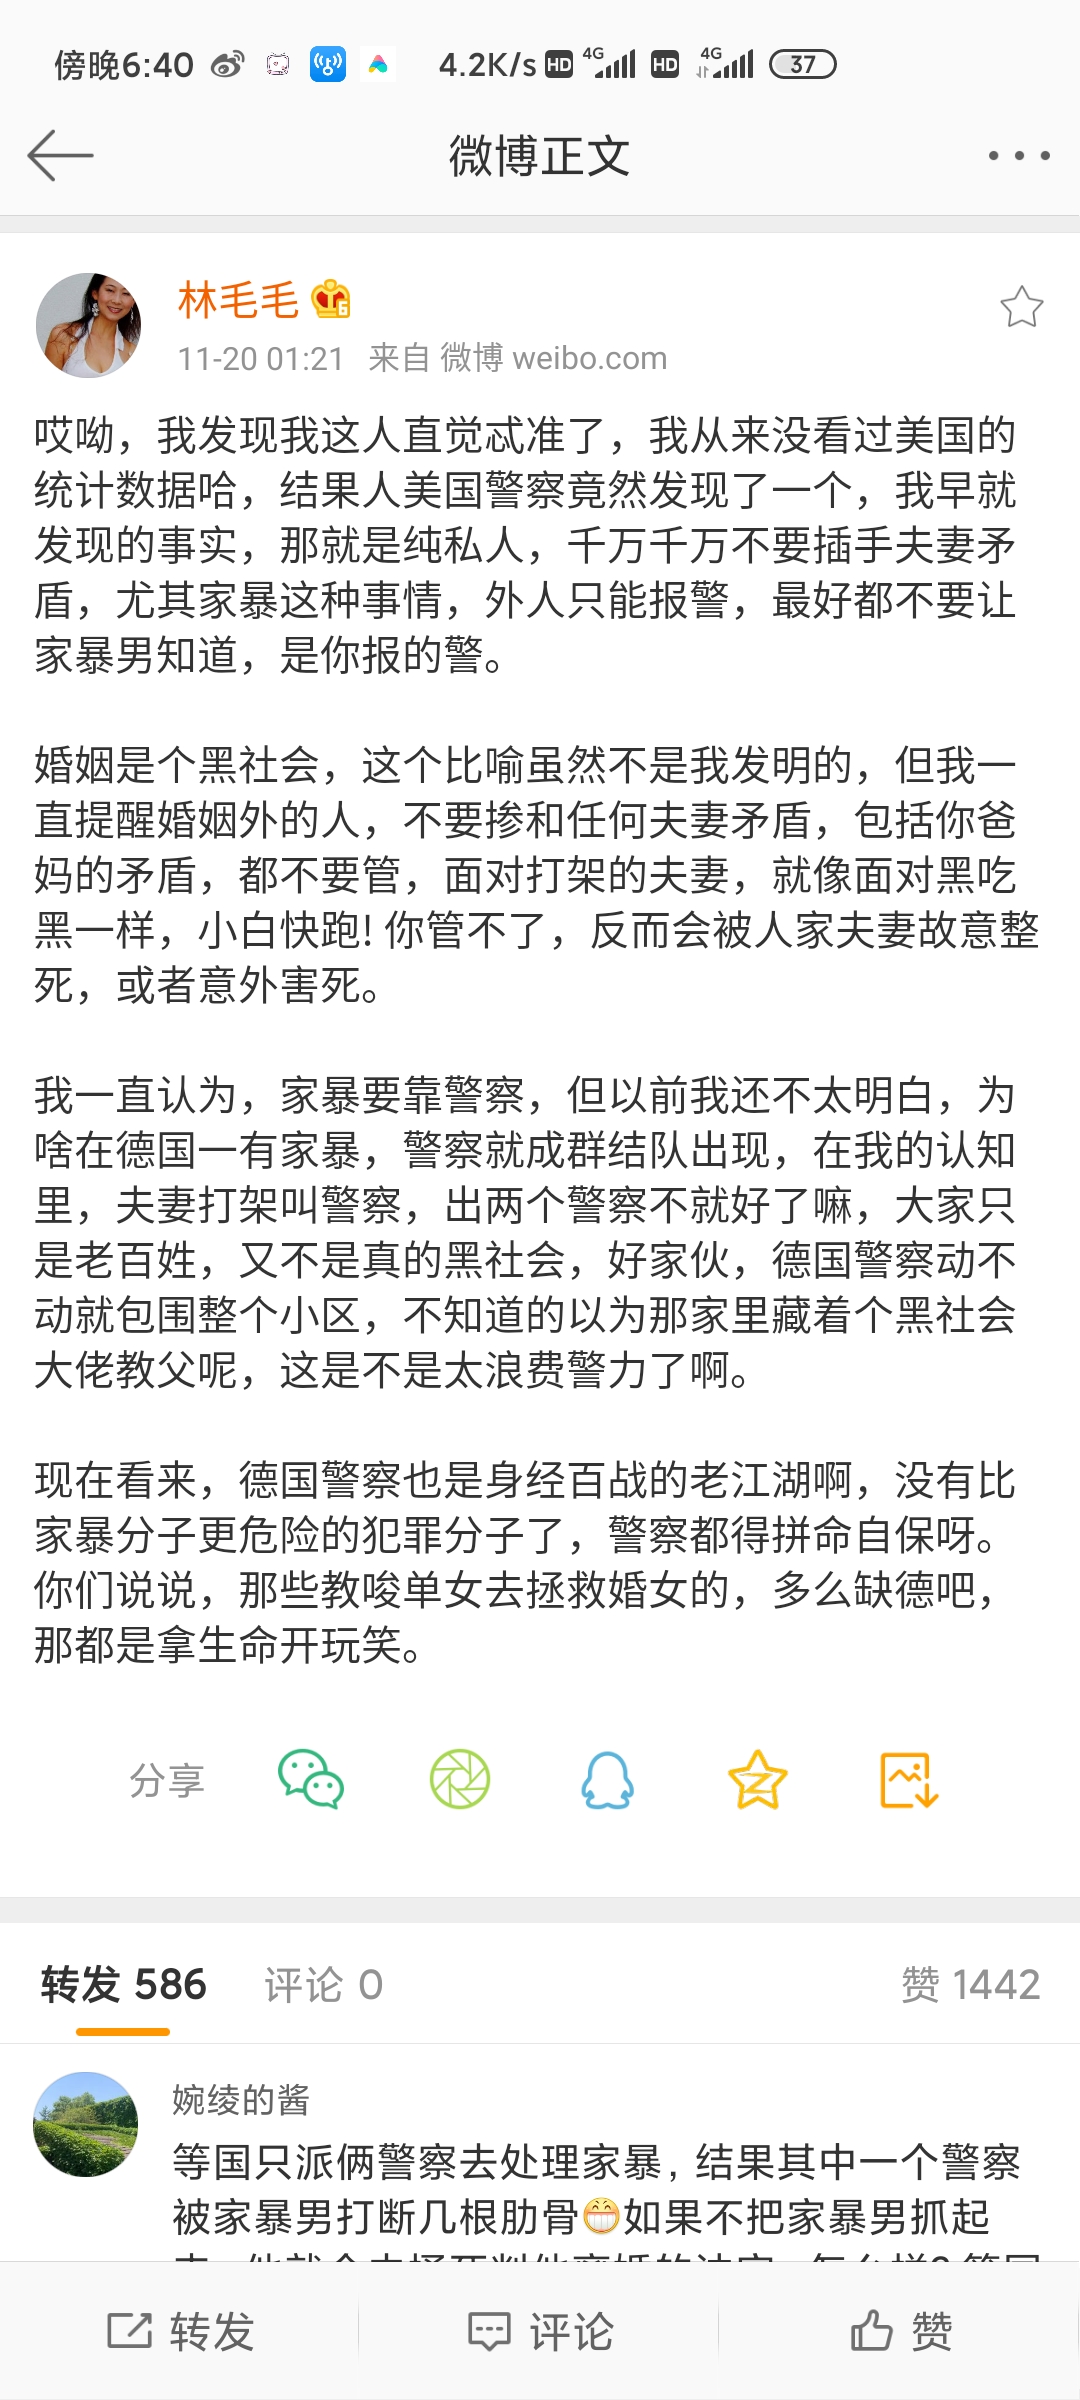 傍晚6:40
4.2K/s HD 4G HD 4G 37
微博正文
林毛毛
6
11-20 01:21 来自 微博 weibo.com
哎呦，我发现我这人直觉忒准了，我从来没看过美国的
统计数据哈，结果人美国警察竟然发现了一个，我早就
发现的事实，那就是纯私人，千万千万不要插手夫妻矛
盾，尤其家暴这种事情，外人只能报警，最好都不要让
家暴男知道，是你报的警。
婚姻是个黑社会，这个比喻虽然不是我发明的，但我一
直提醒婚姻外的人，不要掺和任何夫妻矛盾，包括你爸
妈的矛盾，都不要管，面对打架的夫妻，就像面对黑吃
黑一样，小白快跑! 你管不了，反而会被人家夫妻故意整
死，或者意外害死。
我一直认为，家暴要靠警察，但以前我还不太明白，为
啥在德国一有家暴，警察就成群结队出现，在我的认知
里，夫妻打架叫警察，出两个警察不就好了嘛，大家只
是老百姓，又不是真的黑社会，好家伙，德国警察动不
动就包围整个小区，不知道的以为那家里藏着个黑社会
大佬教父呢，这是不是太浪费警力了啊。
现在看来，德国警察也是身经百战的老江湖啊，没有比
家暴分子更危险的犯罪分子了，警察都得拼命自保呀。
你们说说，那些教唆单女去拯救婚女的，多么缺德吧，
那都是拿生命开玩笑。
分享
转发 586 评论 0 赞 1442
婉绫的酱
等国只派俩警察去处理家暴，结果其中一个警察
被家暴男打断几根肋骨😁如果不把家暴男抓起
转发 评论 赞